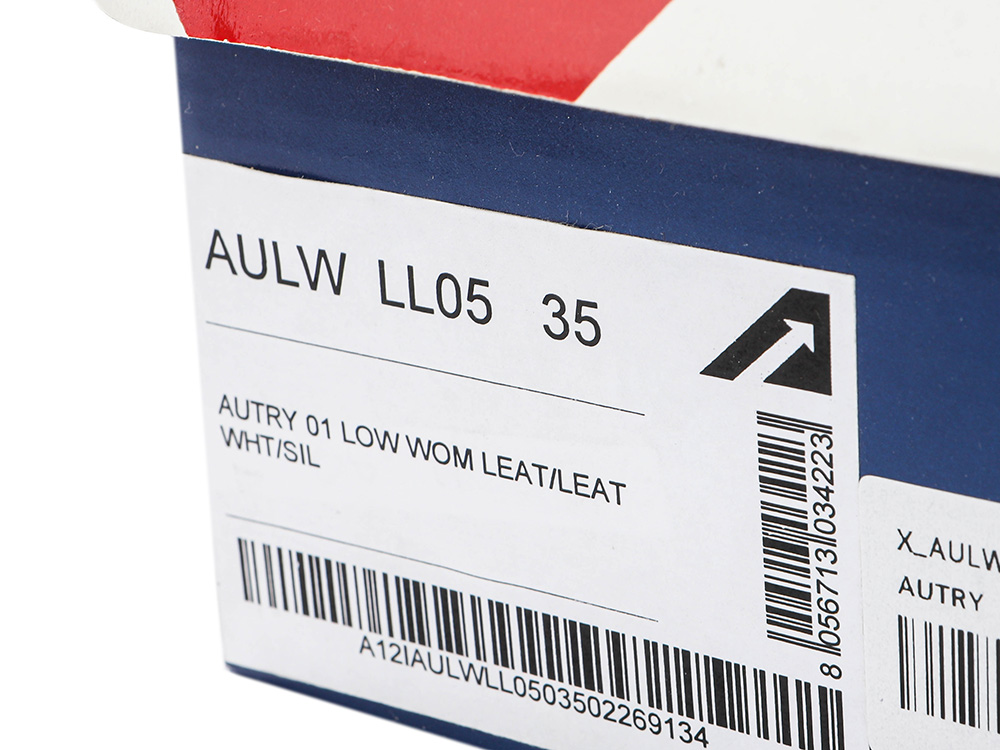 AULW LL05 35
AUTRY 01 LOW WOM LEAT/LEAT
WHT/SIL
A12IAULWLL0503502269134
8 056713 034223
X_AULW
AUTRY